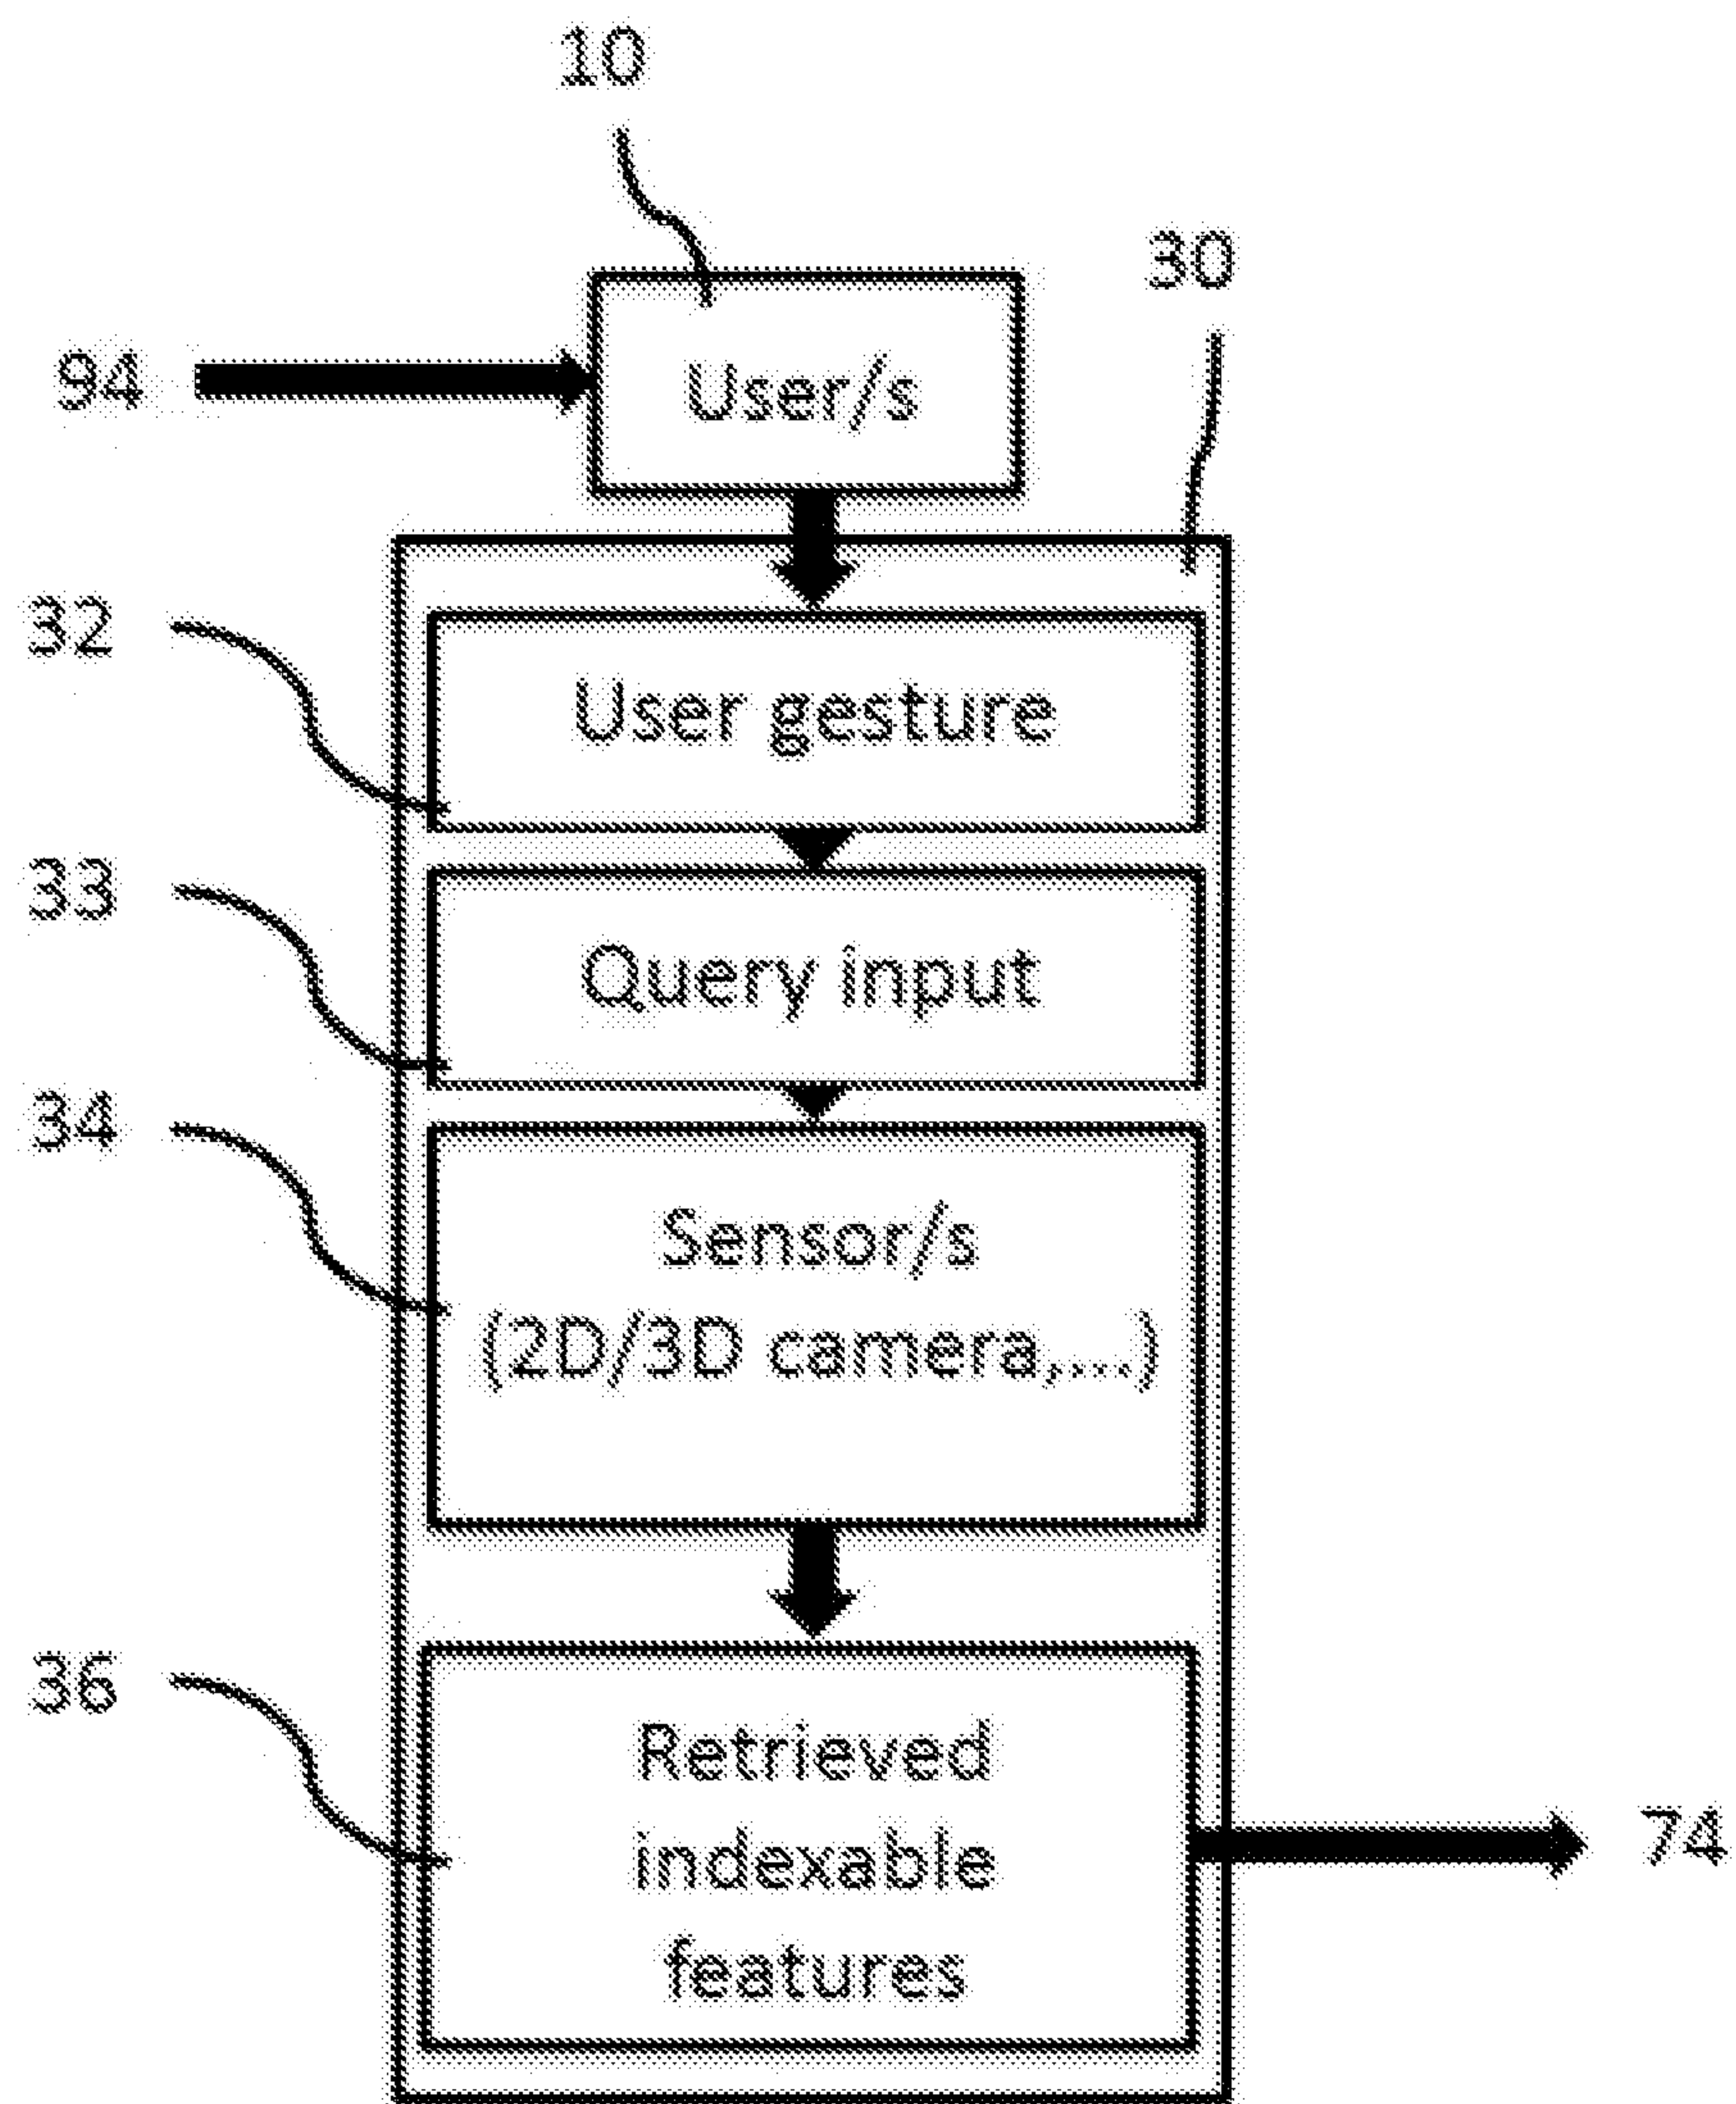 10
30
94
User/s
32
User gesture
33
Query input
34
Sensor/s
(2D/3D camera,...)
36
Retrieved
indexable
features
74